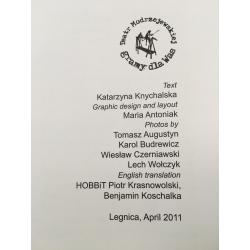 Teatr Modrzejewskiej
gramy dla Was
Text
Katarzyna Knychalska
Graphic design and layout
Maria Antoniak
Photos by
Tomasz Augustyn
Karol Budrewicz
Wiesław Czerniawski
Lech Wołczyk
English translation
HOBBiT Piotr Krasnowolski,
Benjamin Koschalka
Legnica, April 2011